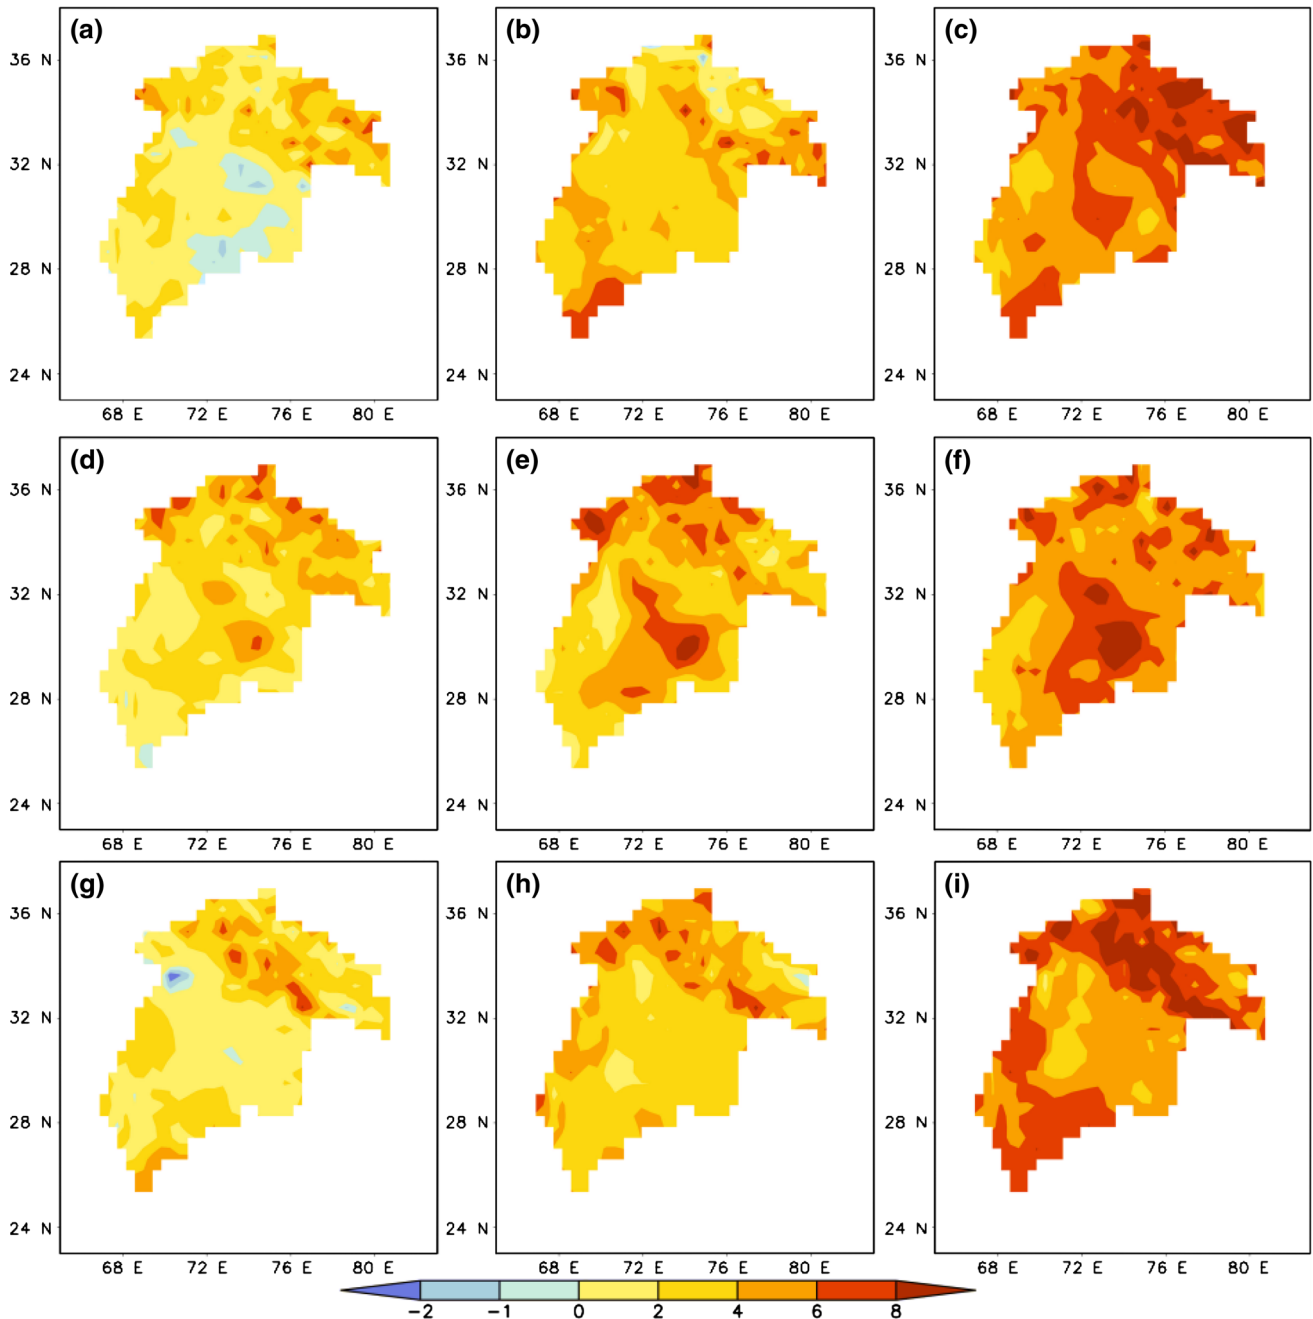 (a) (b) (c)
36 N 36 N 36 N
32 N 32 N 32 N
28 N 28 N 28 N
24 N 24 N 24 N
68 E 72 E 76 E 80 E 68 E 72 E 76 E 80 E 68 E 72 E 76 E 80 E
(d) (e) (f)
36 N 36 N 36 N
32 N 32 N 32 N
28 N 28 N 28 N
24 N 24 N 24 N
68 E 72 E 76 E 80 E 68 E 72 E 76 E 80 E 68 E 72 E 76 E 80 E
(g) (h) (i)
36 N 36 N 36 N
32 N 32 N 32 N
28 N 28 N 28 N
24 N 24 N 24 N
68 E 72 E 76 E 80 E 68 E 72 E 76 E 80 E 68 E 72 E 76 E 80 E
−2 −1 0 2 4 6 8